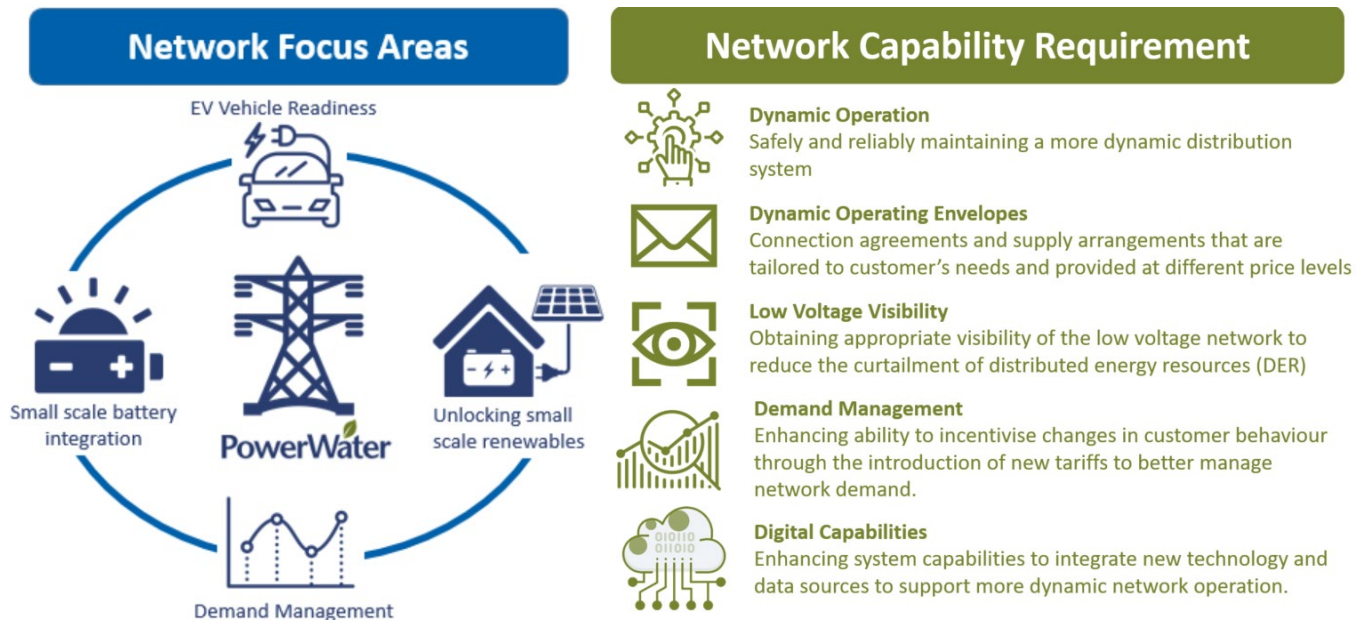 Network Focus Areas
EV Vehicle Readiness
Small scale battery
integration
PowerWater
Unlocking small
scale renewables
Demand Management
Network Capability Requirement
Dynamic Operation
Safely and reliably maintaining a more dynamic distribution
system
Dynamic Operating Envelopes
Connection agreements and supply arrangements that are
tailored to customer's needs and provided at different price levels
Low Voltage Visibility
Obtaining appropriate visibility of the low voltage network to
reduce the curtailment of distributed energy resources (DER)
Demand Management
Enhancing ability to incentivise changes in customer behaviour
through the introduction of new tariffs to better manage
network demand.
010110
011010
Digital Capabilities
Enhancing system capabilities to integrate new technology and
data sources to support more dynamic network operation.